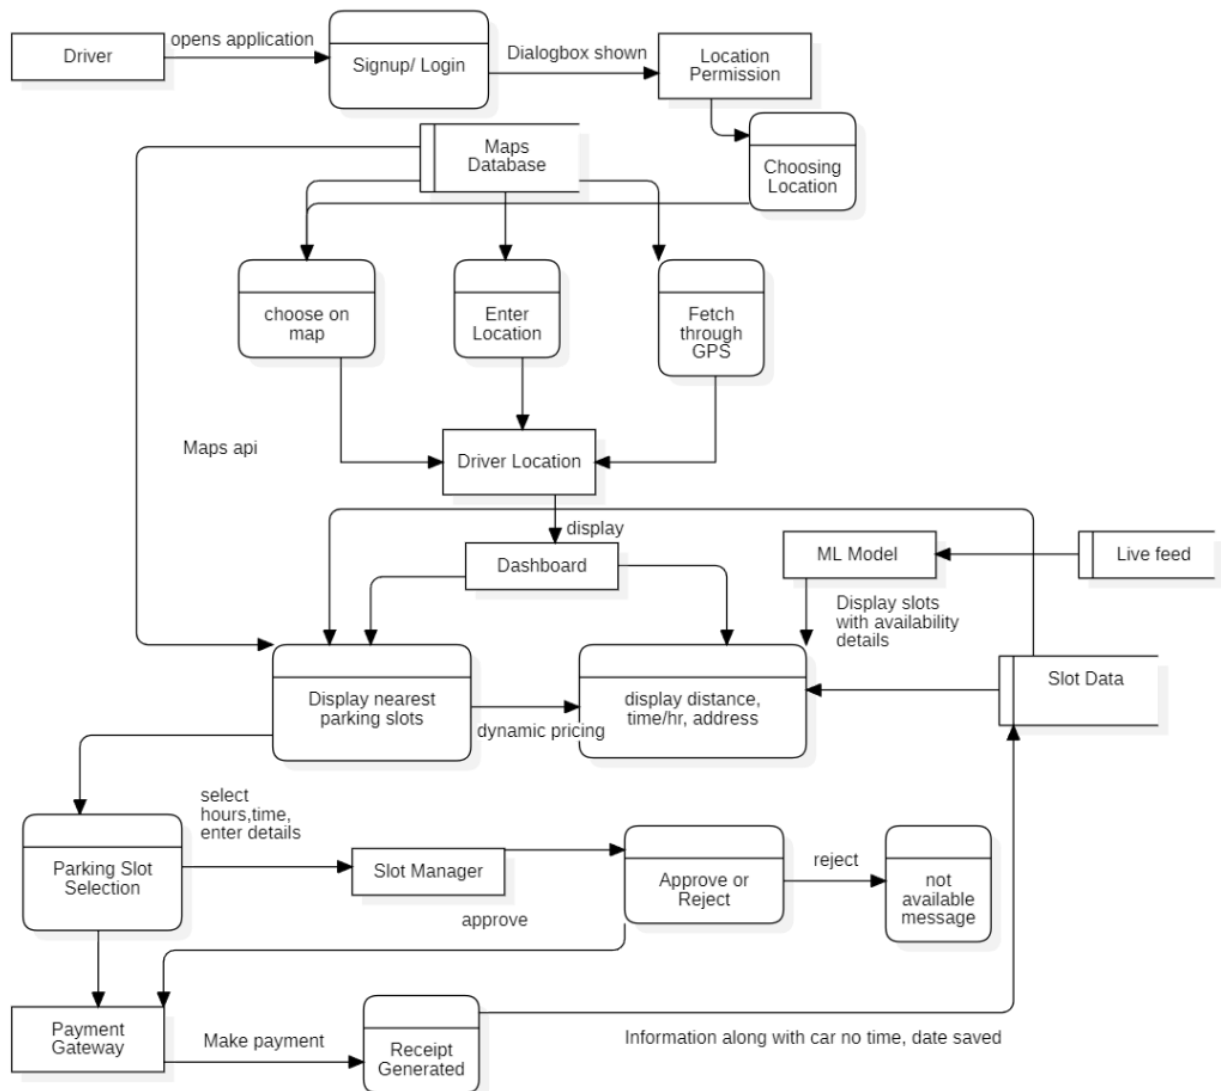 Driver
opens application
Signup/ Login
Dialogbox shown
Location
Permission
Maps
Database
Choosing
Location
choose on
map
Enter
Location
Fetch
through
GPS
Maps api
Driver Location
display
Dashboard
ML Model
Live feed
Display slots
with availability
details
Display nearest
parking slots
dynamic pricing
display distance,
time/hr, address
Slot Data
select
hours,time,
enter details
Parking Slot
Selection
Slot Manager
Approve or
Reject
reject
not
available
message
approve
Payment
Gateway
Make payment
Receipt
Generated
Information along with car no time, date saved